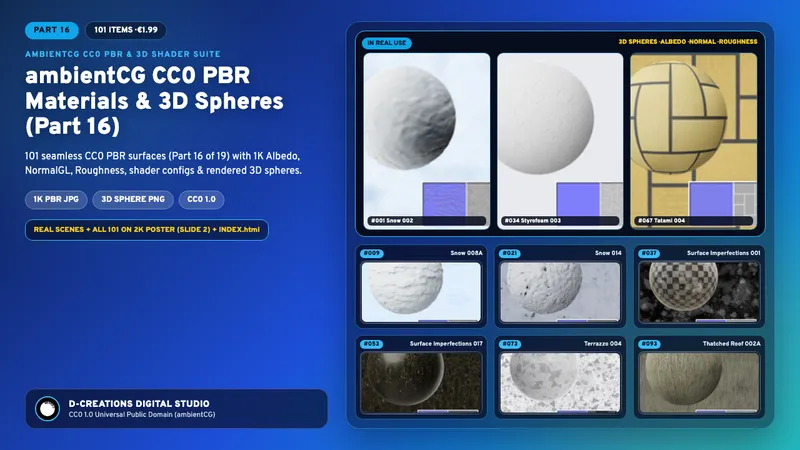 PART 16
101 ITEMS ·€1.99
AMBIENTCG CC0 PBR & 3D SHADER SUITE
ambientCG CC0 PBR
Materials & 3D Spheres
(Part 16)
101 seamless CC0 PBR surfaces (Part 16 of 19) with 1K Albedo,
NormalGL, Roughness, shader configs & rendered 3D spheres.
1K PBR JPG
3D SPHERE PNG
CC0 1.0
REAL SCENES + ALL 101 ON 2K POSTER (SLIDE 2) + INDEX.html
D-CREATIONS DIGITAL STUDIO
CC0 1.0 Universal Public Domain (ambientCG)
IN REAL USE
3D SPHERES ·ALBEDO ·NORMAL ·ROUGHNESS
#001 Snow 002
#034 Styrofoam 003
#067 Tatami 004
#009
Snow 008A
#021
Snow 014
#037
Surface Imperfections 001
#053
Surface Imperfections 017
#073
Terrazzo 004
#093
Thatched Roof 002A